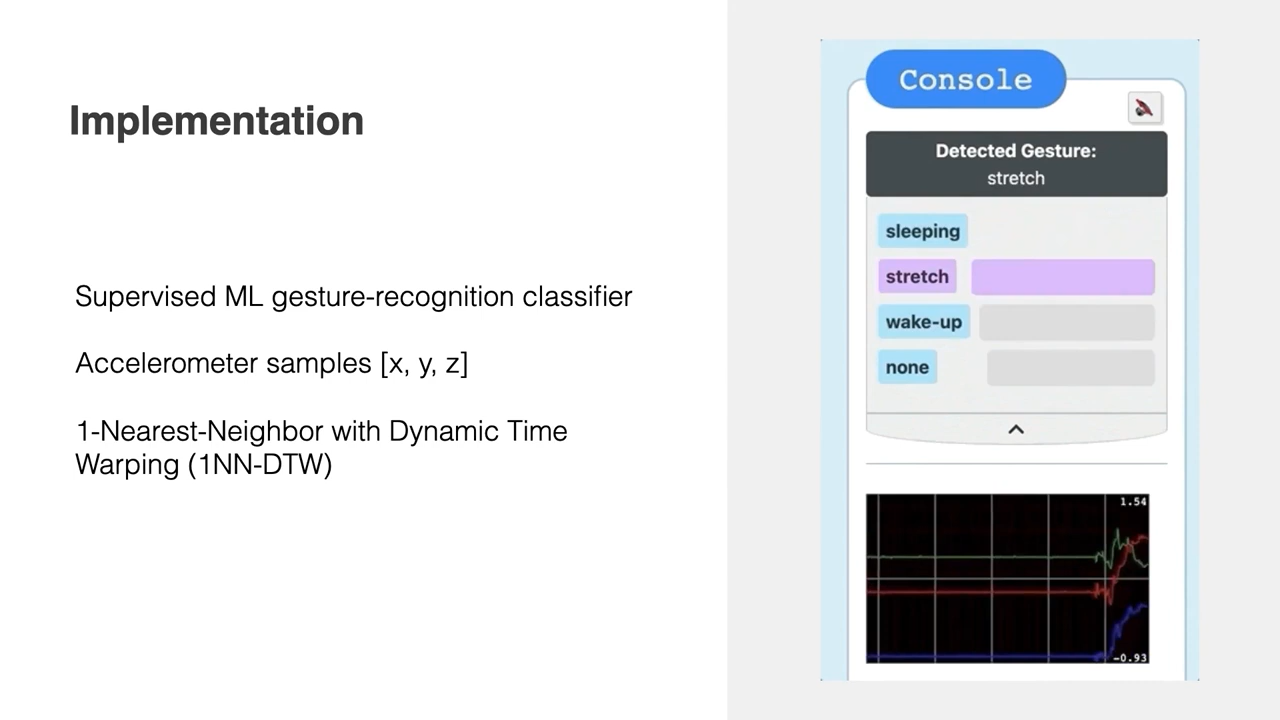 Implementation
Supervised ML gesture-recognition classifier
Accelerometer samples [x, y, z]
1-Nearest-Neighbor with Dynamic Time
Warping (1NN-DTW)
Console
Detected Gesture:
stretch
sleeping
stretch
wake-up
none
1.54
-0.93